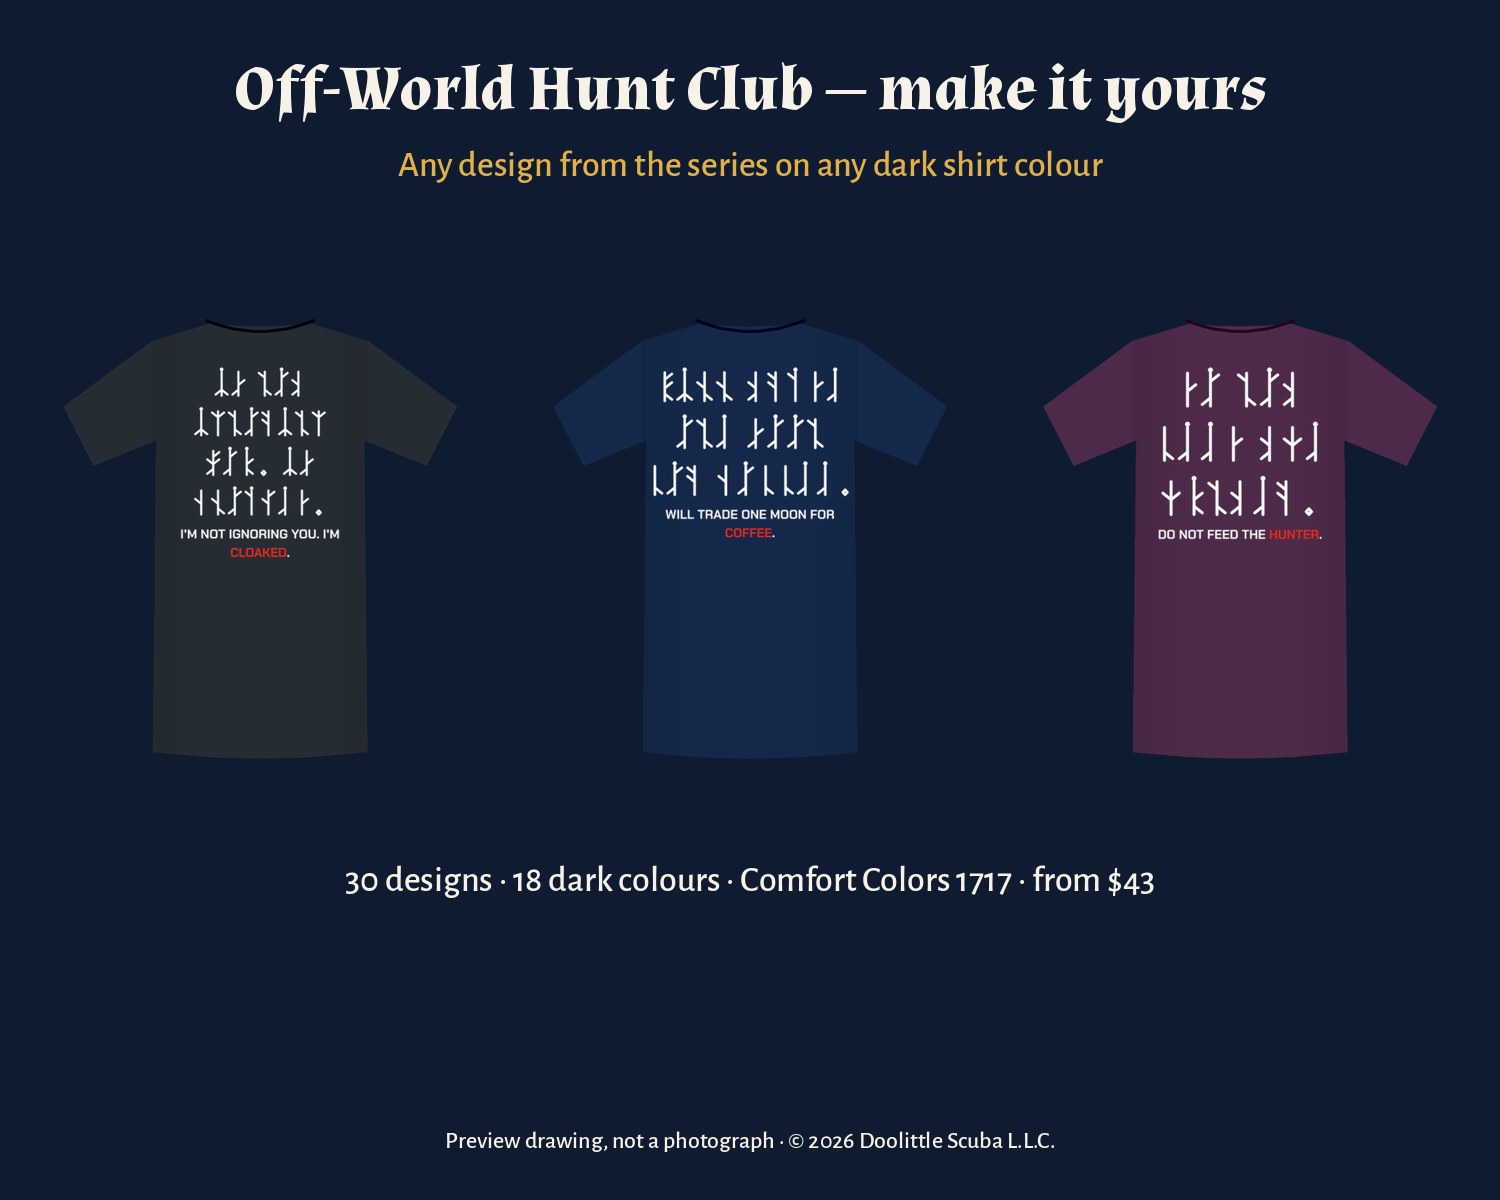 Off-World Hunt Club — make it yours
Any design from the series on any dark shirt colour
I'M NOT IGNORING YOU. I'M
CLOAKED.
WILL TRADE ONE MOON FOR
COFFEE.
DO NOT FEED THE HUNTER.
30 designs · 18 dark colours · Comfort Colors 1717 · from $43
Preview drawing, not a photograph · © 2026 Doolittle Scuba L.L.C.